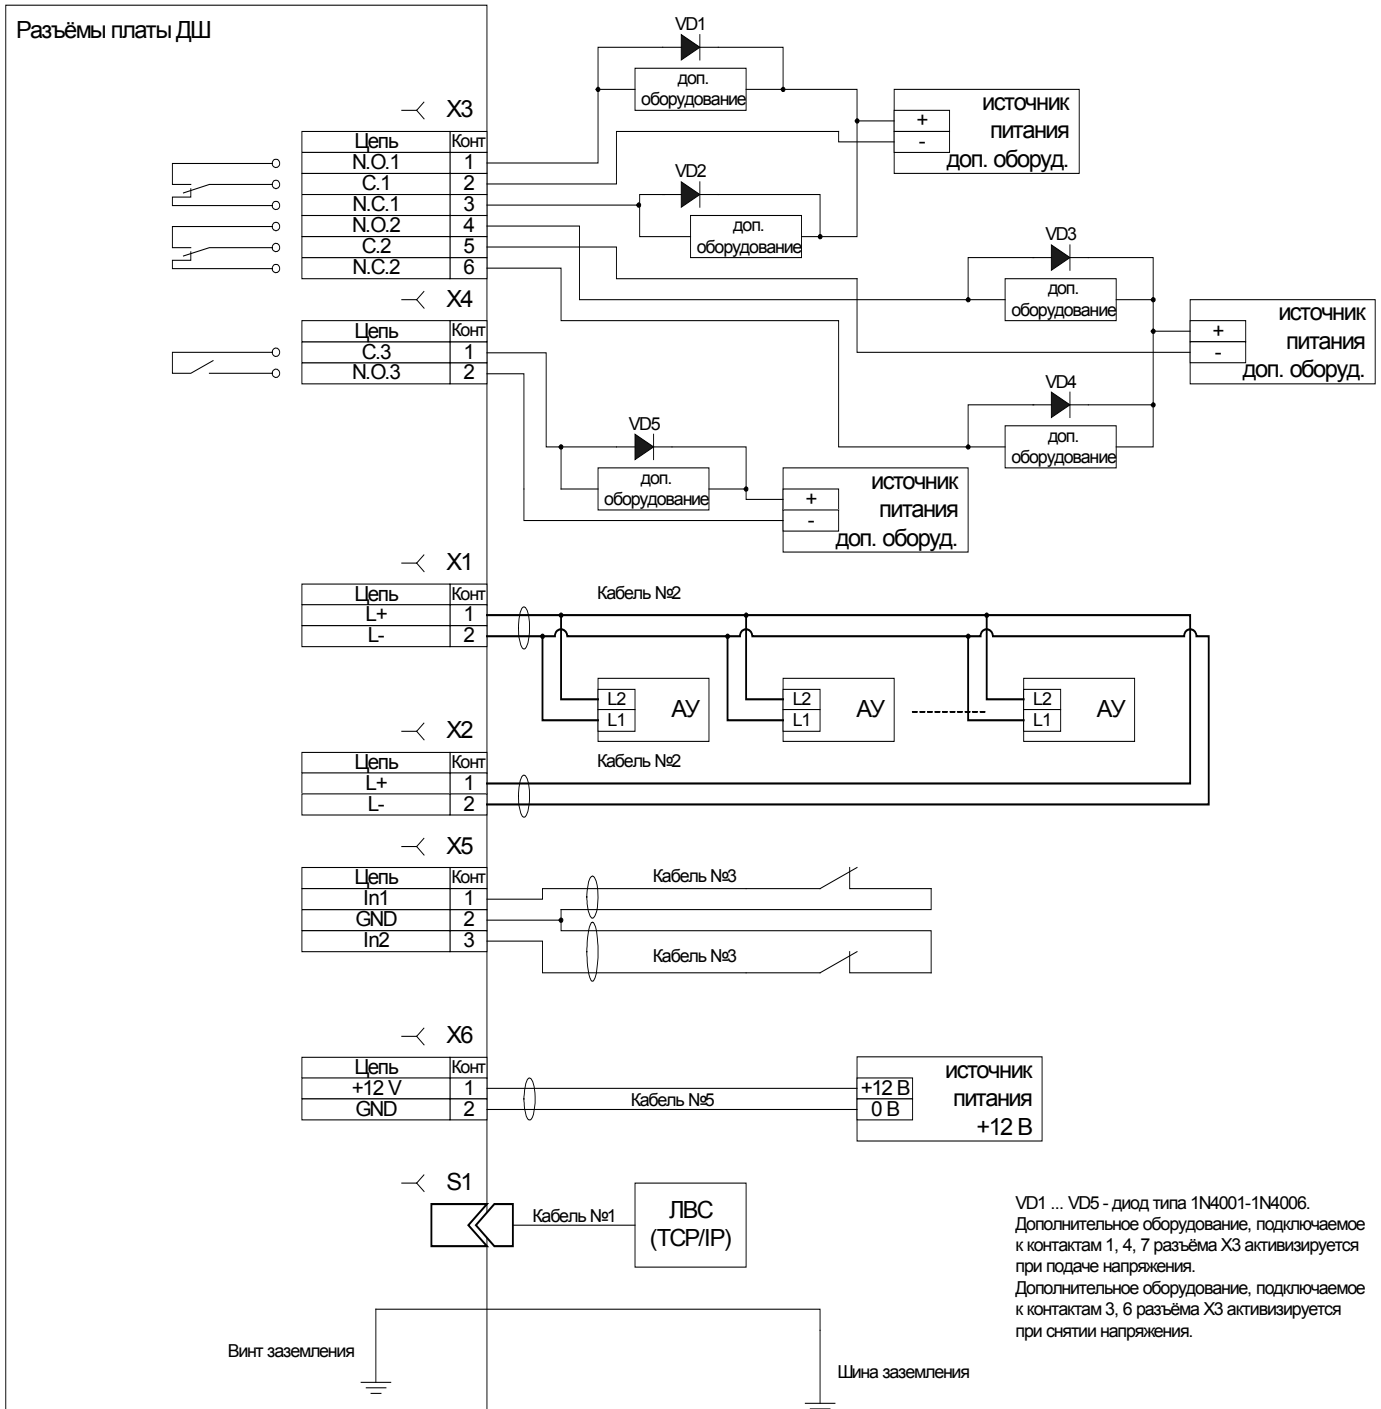 Разъёмы платы ДШ
VD1
доп.
оборудование
источник
питания
доп. оборуд.
+
-
X3
Цепь Конт
N.O.1 1
C.1 2
N.C.1 3
N.O.2 4
C.2 5
N.C.2 6
VD2
доп.
оборудование
VD3
доп.
оборудование
источник
питания
доп. оборуд.
+
-
X4
Цепь Конт
C.3 1
N.O.3 2
VD4
доп.
оборудование
VD5
доп.
оборудование
источник
питания
доп. оборуд.
+
-
X1
Цепь Конт
L+ 1
L- 2
Кабель №2
L2
L1
АУ
L2
L1
АУ
L2
L1
АУ
X2
Цепь Конт
L+ 1
L- 2
Кабель №2
X5
Цепь Конт
In1 1
GND 2
In2 3
Кабель №3
Кабель №3
X6
Цепь Конт
+12 V 1
GND 2
Кабель №5
+12 В
0 В
источник
питания
+12 В
S1
Кабель №1
ЛВС
(TCP/IP)
VD1 ... VD5 - диод типа 1N4001-1N4006.
Дополнительное оборудование, подключаемое
к контактам 1, 4, 7 разъёма X3 активизируется
при подаче напряжения.
Дополнительное оборудование, подключаемое
к контактам 3, 6 разъёма X3 активизируется
при снятии напряжения.
Винт заземления
Шина заземления